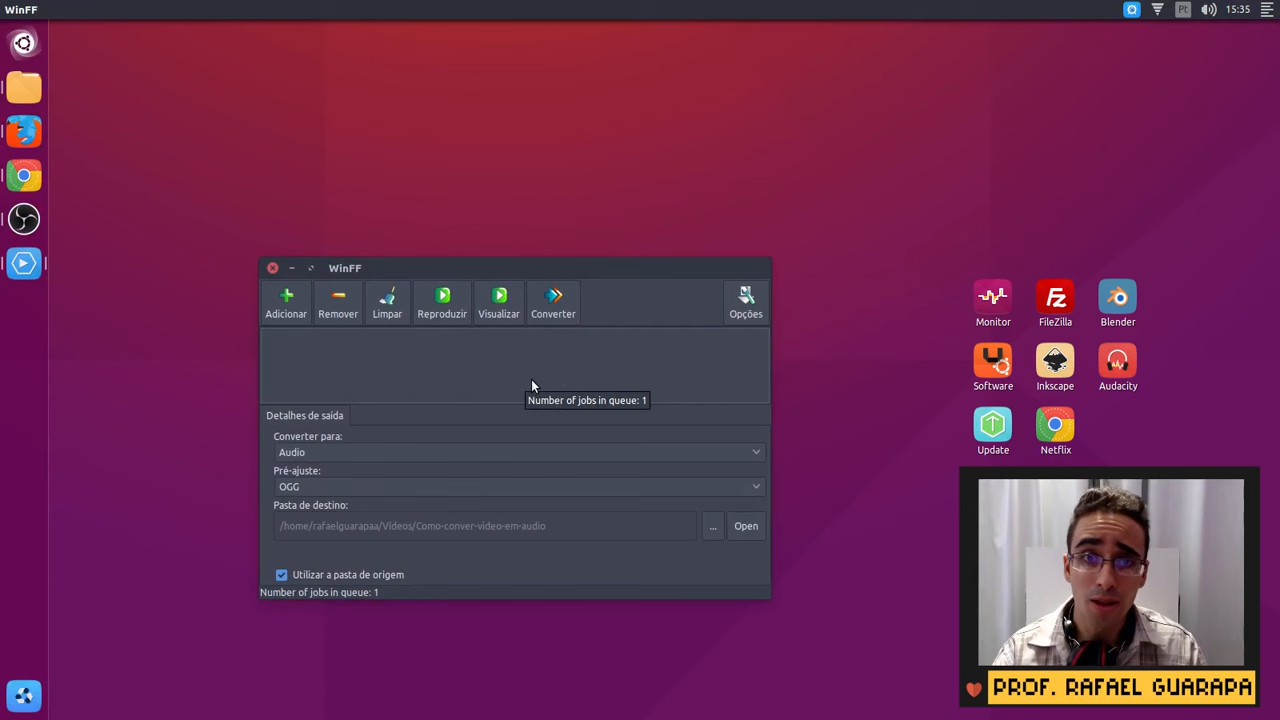 WinFF
Pt
15:35
WinFF
Adicionar
Remover
Limpar
Reproduzir
Visualizar
Converter
Opções
Number of jobs in queue: 1
Detalhes de saída
Converter para:
Audio
Pré-ajuste:
OGG
Pasta de destino:
/home/rafaelguarapaa/Vídeos/Como-conver-video-em-audio
...
Open
Utilizar a pasta de origem
Number of jobs in queue: 1
Monitor
FileZilla
Blender
Software
Inkscape
Audacity
Update
Netflix
PROF. RAFAEL GUARAPA